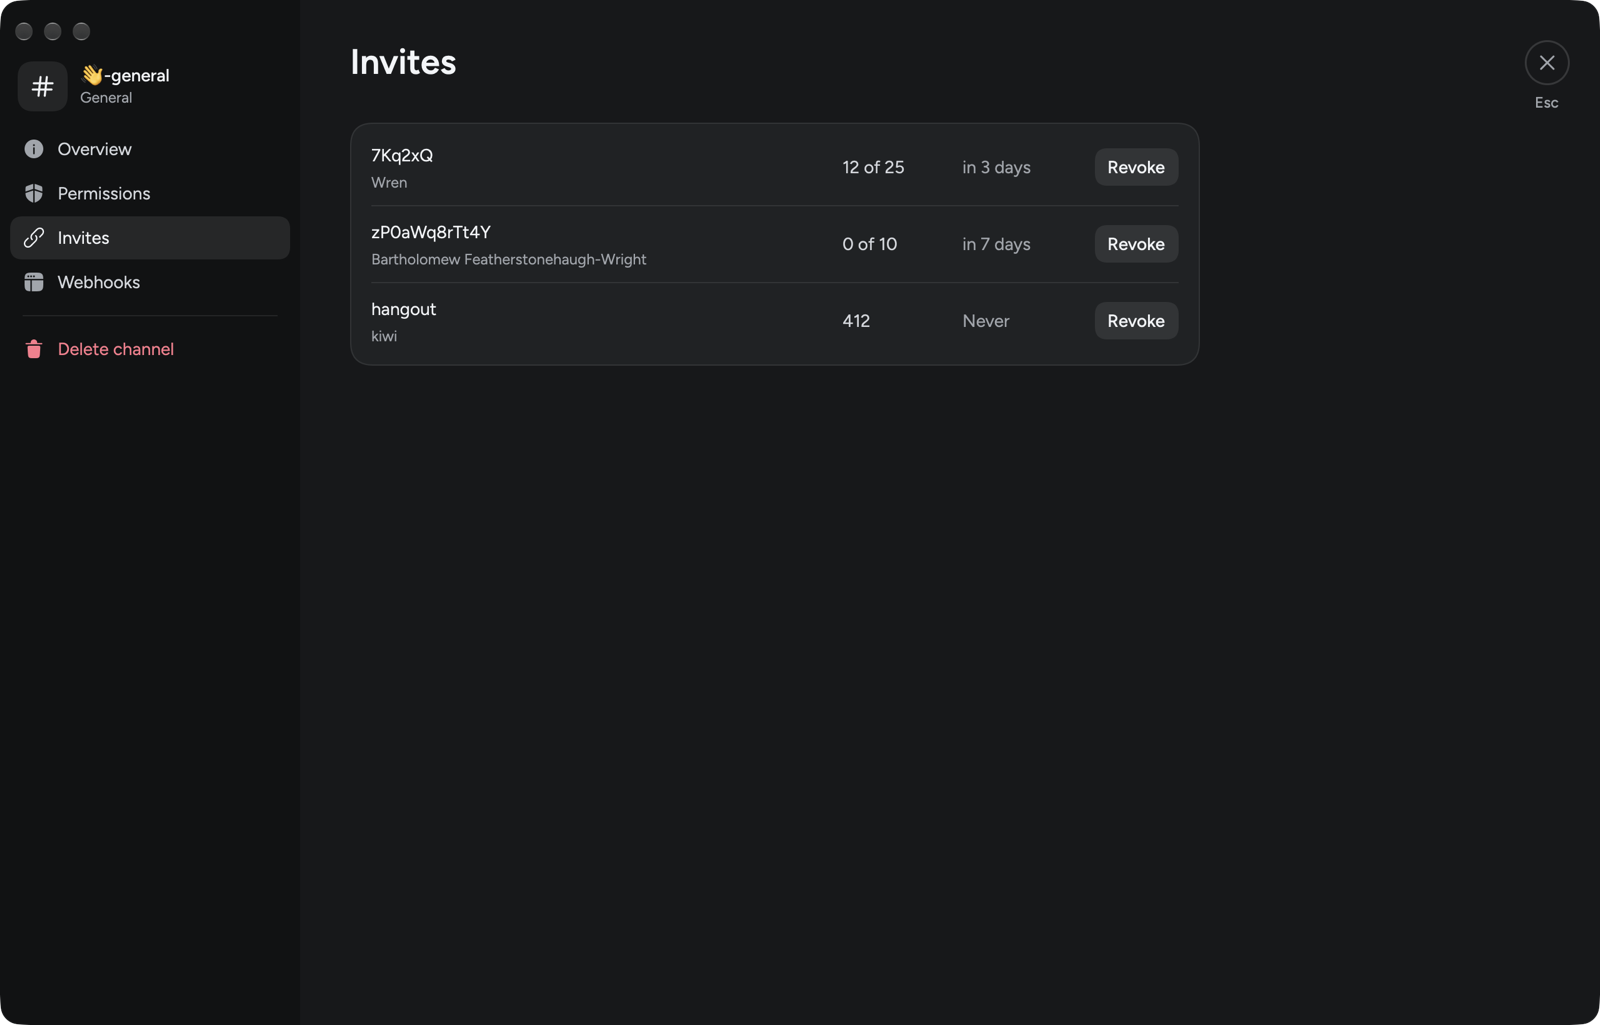 👋-general
General
Overview
Permissions
Invites
Webhooks
Delete channel
Invites
Esc
7Kq2xQ
Wren
12 of 25
in 3 days
Revoke
zP0aWq8rTt4Y
Bartholomew Featherstonehaugh-Wright
0 of 10
in 7 days
Revoke
hangout
kiwi
412
Never
Revoke